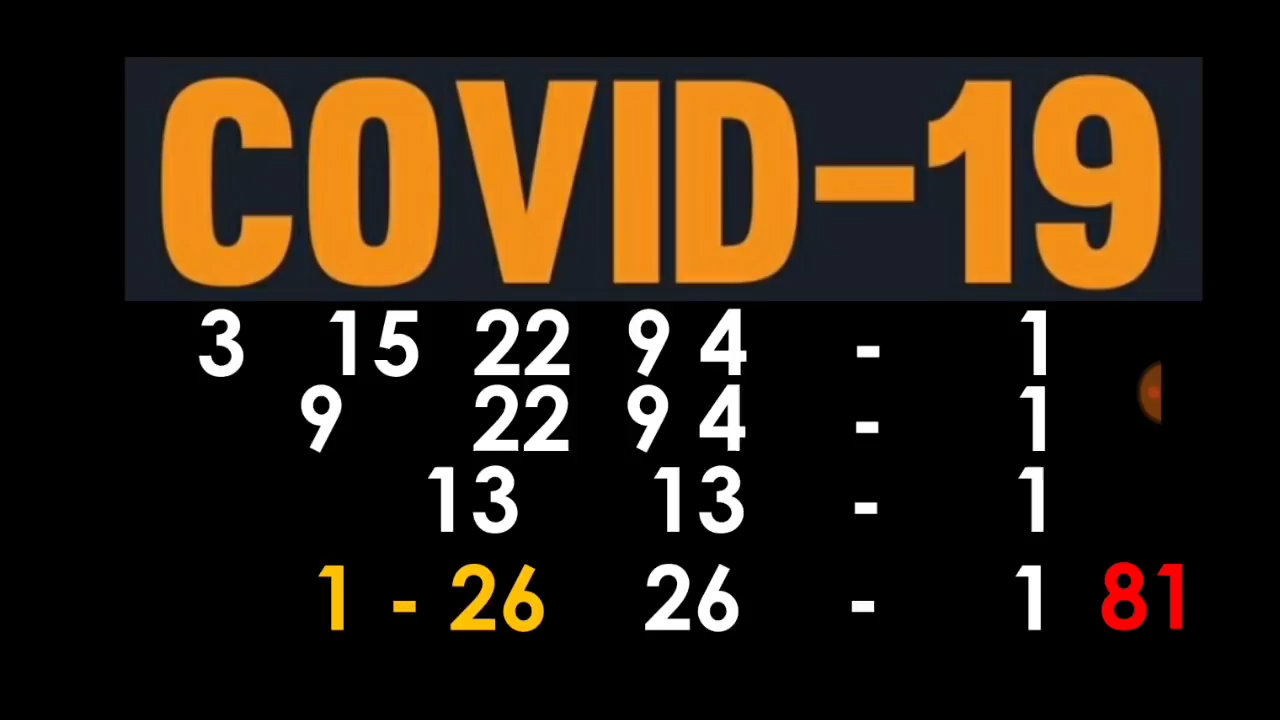 COVID-19
3 15 22 9 4 - 1
9 22 9 4 - 1
13 13 - 1
1 - 26 26 - 1 81